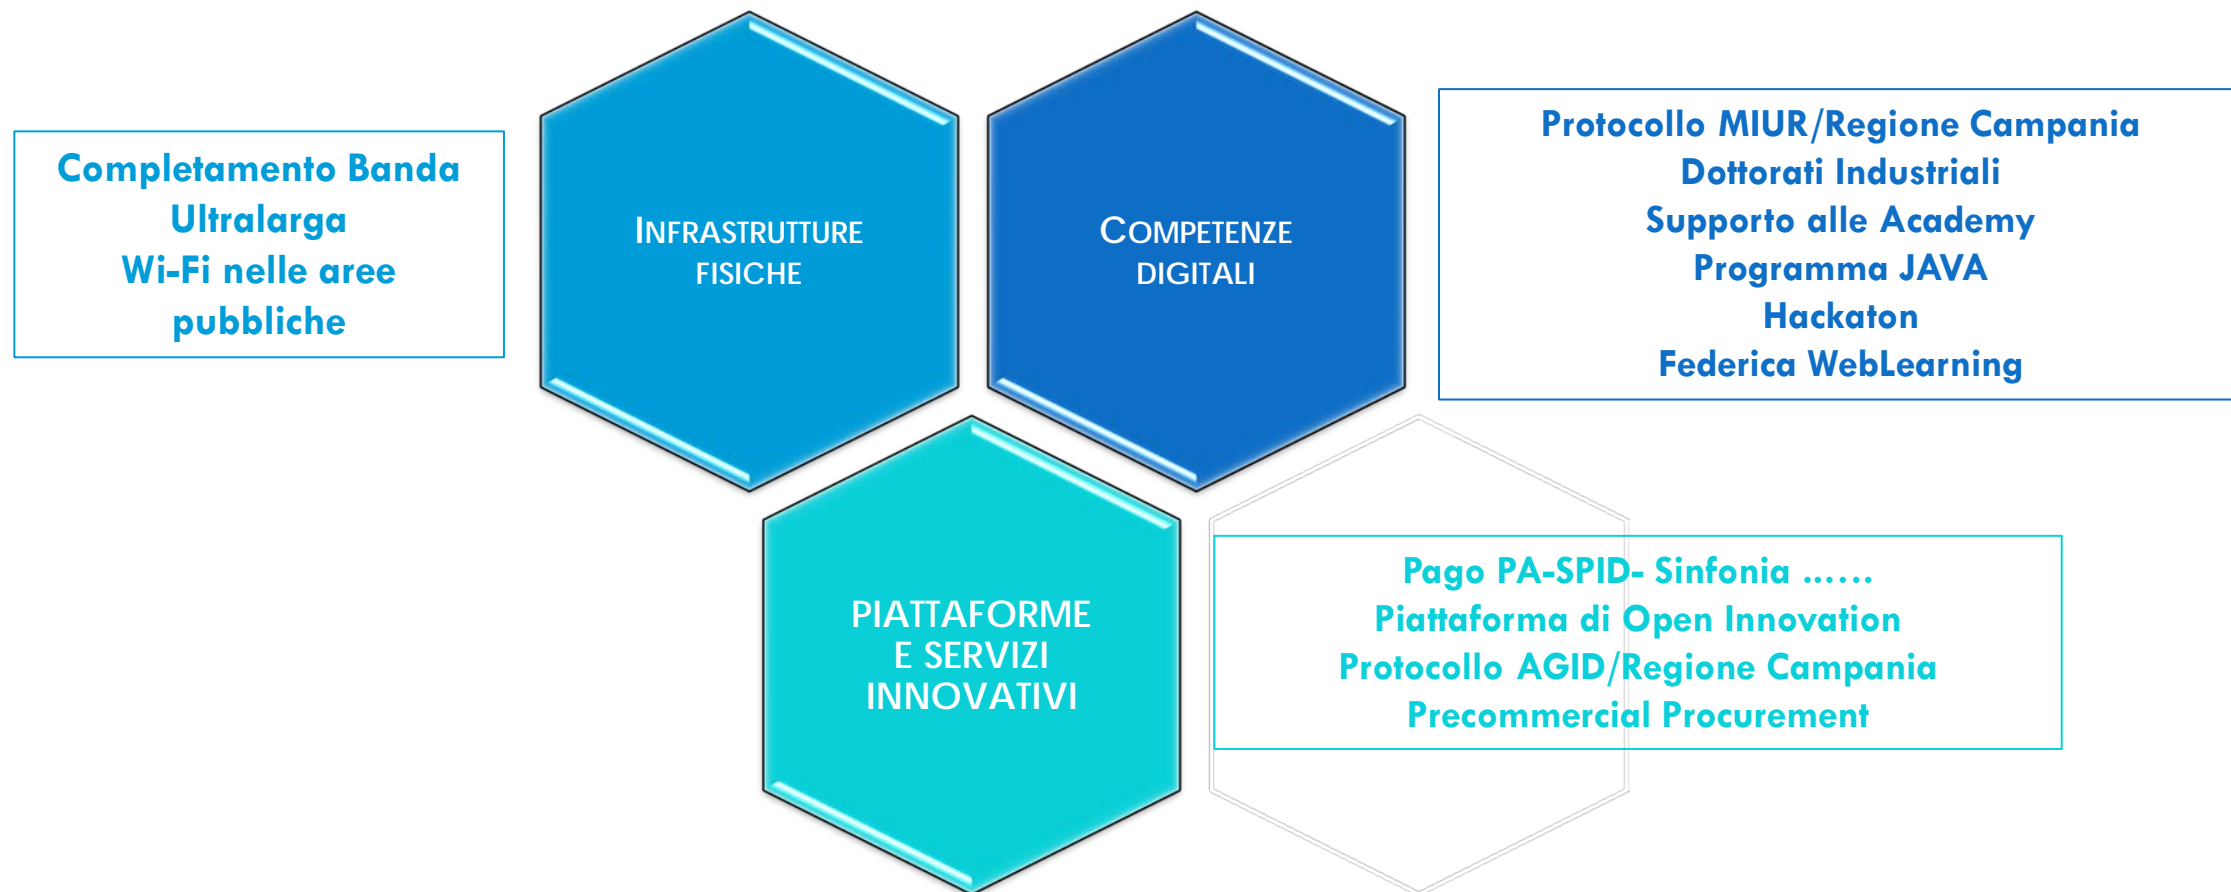 Completamento Banda
Ultralarga
Wi-Fi nelle aree
pubbliche
INFRASTRUTTURE
FISICHE
COMPETENZE
DIGITALI
Protocollo MIUR/Regione Campania
Dottorati Industriali
Supporto alle Academy
Programma JAVA
Hackaton
Federica WebLearning
PIATTAFORME
E SERVIZI
INNOVATIVI
Pago PA-SPID- Sinfonia ......
Piattaforma di Open Innovation
Protocollo AGID/Regione Campania
Precommercial Procurement